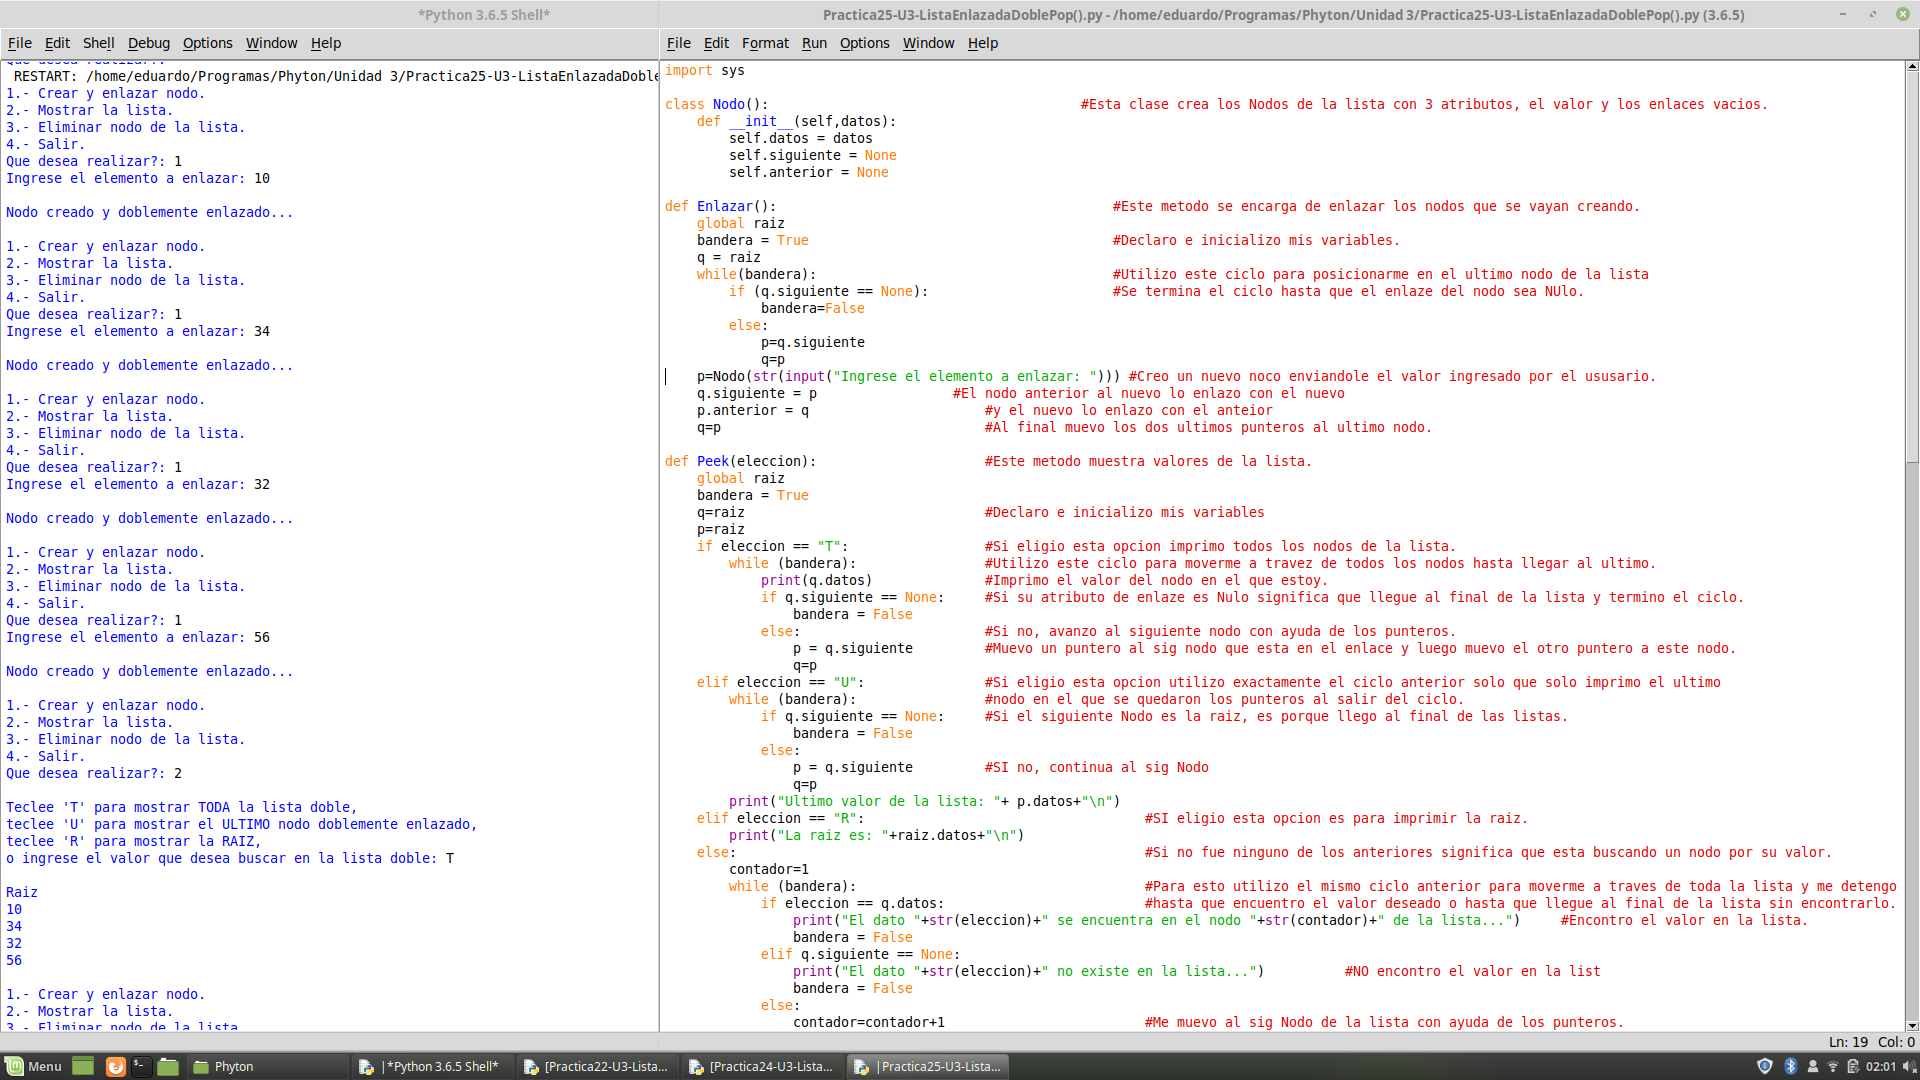 *Python 3.6.5 Shell*
File Edit Shell Debug Options Window Help
 RESTART: /home/eduardo/Programas/Phyton/Unidad 3/Practica25-U3-ListaEnlazadaDoble
1.- Crear y enlazar nodo.
2.- Mostrar la lista.
3.- Eliminar nodo de la lista.
4.- Salir.
Que desea realizar?: 1
Ingrese el elemento a enlazar: 10
Nodo creado y doblemente enlazado...
1.- Crear y enlazar nodo.
2.- Mostrar la lista.
3.- Eliminar nodo de la lista.
4.- Salir.
Que desea realizar?: 1
Ingrese el elemento a enlazar: 34
Nodo creado y doblemente enlazado...
1.- Crear y enlazar nodo.
2.- Mostrar la lista.
3.- Eliminar nodo de la lista.
4.- Salir.
Que desea realizar?: 1
Ingrese el elemento a enlazar: 32
Nodo creado y doblemente enlazado...
1.- Crear y enlazar nodo.
2.- Mostrar la lista.
3.- Eliminar nodo de la lista.
4.- Salir.
Que desea realizar?: 1
Ingrese el elemento a enlazar: 56
Nodo creado y doblemente enlazado...
1.- Crear y enlazar nodo.
2.- Mostrar la lista.
3.- Eliminar nodo de la lista.
4.- Salir.
Que desea realizar?: 2
Teclee 'T' para mostrar TODA la lista doble,
teclee 'U' para mostrar el ULTIMO nodo doblemente enlazado,
teclee 'R' para mostrar la RAIZ,
o ingrese el valor que desea buscar en la lista doble: T
Raiz
10
34
32
56
1.- Crear y enlazar nodo.
2.- Mostrar la lista.
3.- Eliminar nodo de la lista.
Practica25-U3-ListaEnlazadaDoblePop().py - /home/eduardo/Programas/Phyton/Unidad 3/Practica25-U3-ListaEnlazadaDoblePop().py (3.6.5)
File Edit Format Run Options Window Help
import sys
class Nodo(): #Esta clase crea los Nodos de la lista con 3 atributos, el valor y los enlaces vacios.
    def __init__(self,datos):
        self.datos = datos
        self.siguiente = None
        self.anterior = None
def Enlazar(): #Este metodo se encarga de enlazar los nodos que se vayan creando.
    global raiz
    bandera = True #Declaro e inicializo mis variables.
    q = raiz
    while(bandera): #Utilizo este ciclo para posicionarme en el ultimo nodo de la lista
        if (q.siguiente == None): #Se termina el ciclo hasta que el enlaze del nodo sea NUlo.
            bandera=False
        else:
            p=q.siguiente
            q=p
    p=Nodo(str(input("Ingrese el elemento a enlazar: "))) #Creo un nuevo noco enviandole el valor ingresado por el ususario.
    q.siguiente = p #El nodo anterior al nuevo lo enlazo con el nuevo
    p.anterior = q #y el nuevo lo enlazo con el anteior
    q=p #Al final muevo los dos ultimos punteros al ultimo nodo.
def Peek(eleccion): #Este metodo muestra valores de la lista.
    global raiz
    bandera = True
    q=raiz #Declaro e inicializo mis variables
    p=raiz
    if eleccion == "T": #Si eligio esta opcion imprimo todos los nodos de la lista.
        while (bandera): #Utilizo este ciclo para moverme a travez de todos los nodos hasta llegar al ultimo.
            print(q.datos) #Imprimo el valor del nodo en el que estoy.
            if q.siguiente == None: #Si su atributo de enlaze es Nulo significa que llegue al final de la lista y termino el ciclo.
                bandera = False
            else: #Si no, avanzo al siguiente nodo con ayuda de los punteros.
                p = q.siguiente #Muevo un puntero al sig nodo que esta en el enlace y luego muevo el otro puntero a este nodo.
                q=p
    elif eleccion == "U": #Si eligio esta opcion utilizo exactamente el ciclo anterior solo que solo imprimo el ultimo
        while (bandera): #nodo en el que se quedaron los punteros al salir del ciclo.
            if q.siguiente == None: #Si el siguiente Nodo es la raiz, es porque llego al final de las listas.
                bandera = False
            else:
                p = q.siguiente #SI no, continua al sig Nodo
                q=p
        print("Ultimo valor de la lista: "+ p.datos+"\n")
    elif eleccion == "R": #SI eligio esta opcion es para imprimir la raiz.
        print("La raiz es: "+raiz.datos+"\n")
    else: #Si no fue ninguno de los anteriores significa que esta buscando un nodo por su valor.
        contador=1
        while (bandera): #Para esto utilizo el mismo ciclo anterior para moverme a traves de toda la lista y me detengo
            if eleccion == q.datos: #hasta que encuentro el valor deseado o hasta que llegue al final de la lista sin encontrarlo.
                print("El dato "+str(eleccion)+" se encuentra en el nodo "+str(contador)+" de la lista...") #Encontro el valor en la lista.
                bandera = False
            elif q.siguiente == None:
                print("El dato "+str(eleccion)+" no existe en la lista...") #NO encontro el valor en la list
                bandera = False
            else:
                contador=contador+1 #Me muevo al sig Nodo de la lista con ayuda de los punteros.
Ln: 19 Col: 0
Menu Phyton |*Python 3.6.5 Shell* [Practica22-U3-Lista... [Practica24-U3-Lista... |Practica25-U3-Lista... 02:01